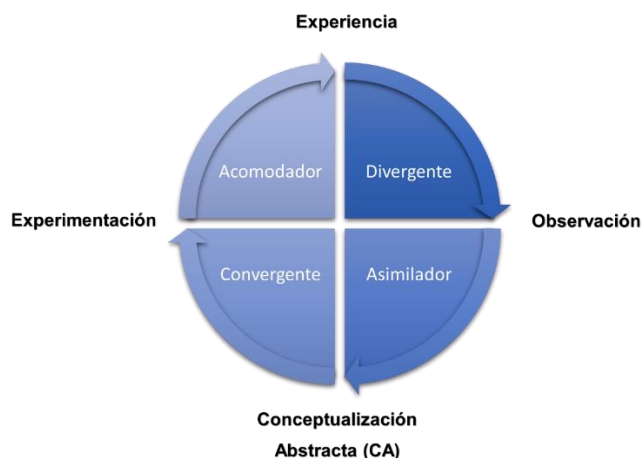 Experiencia
Acomodador
Divergente
Experimentación
Observación
Convergente
Asimilador
Conceptualización
Abstracta (CA)